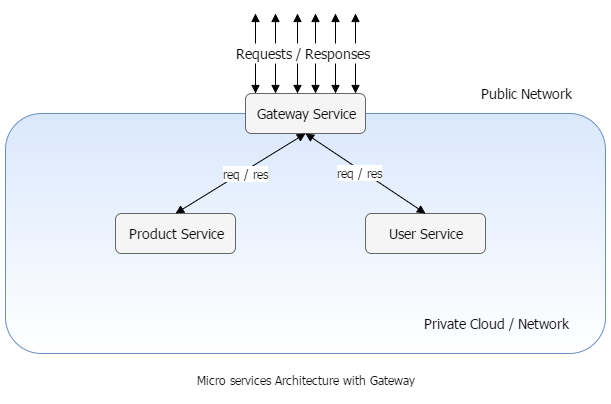 Requests / Responses
Public Network
Gateway Service
req / res
req / res
Product Service
User Service
Private Cloud / Network
Micro services Architecture with Gateway